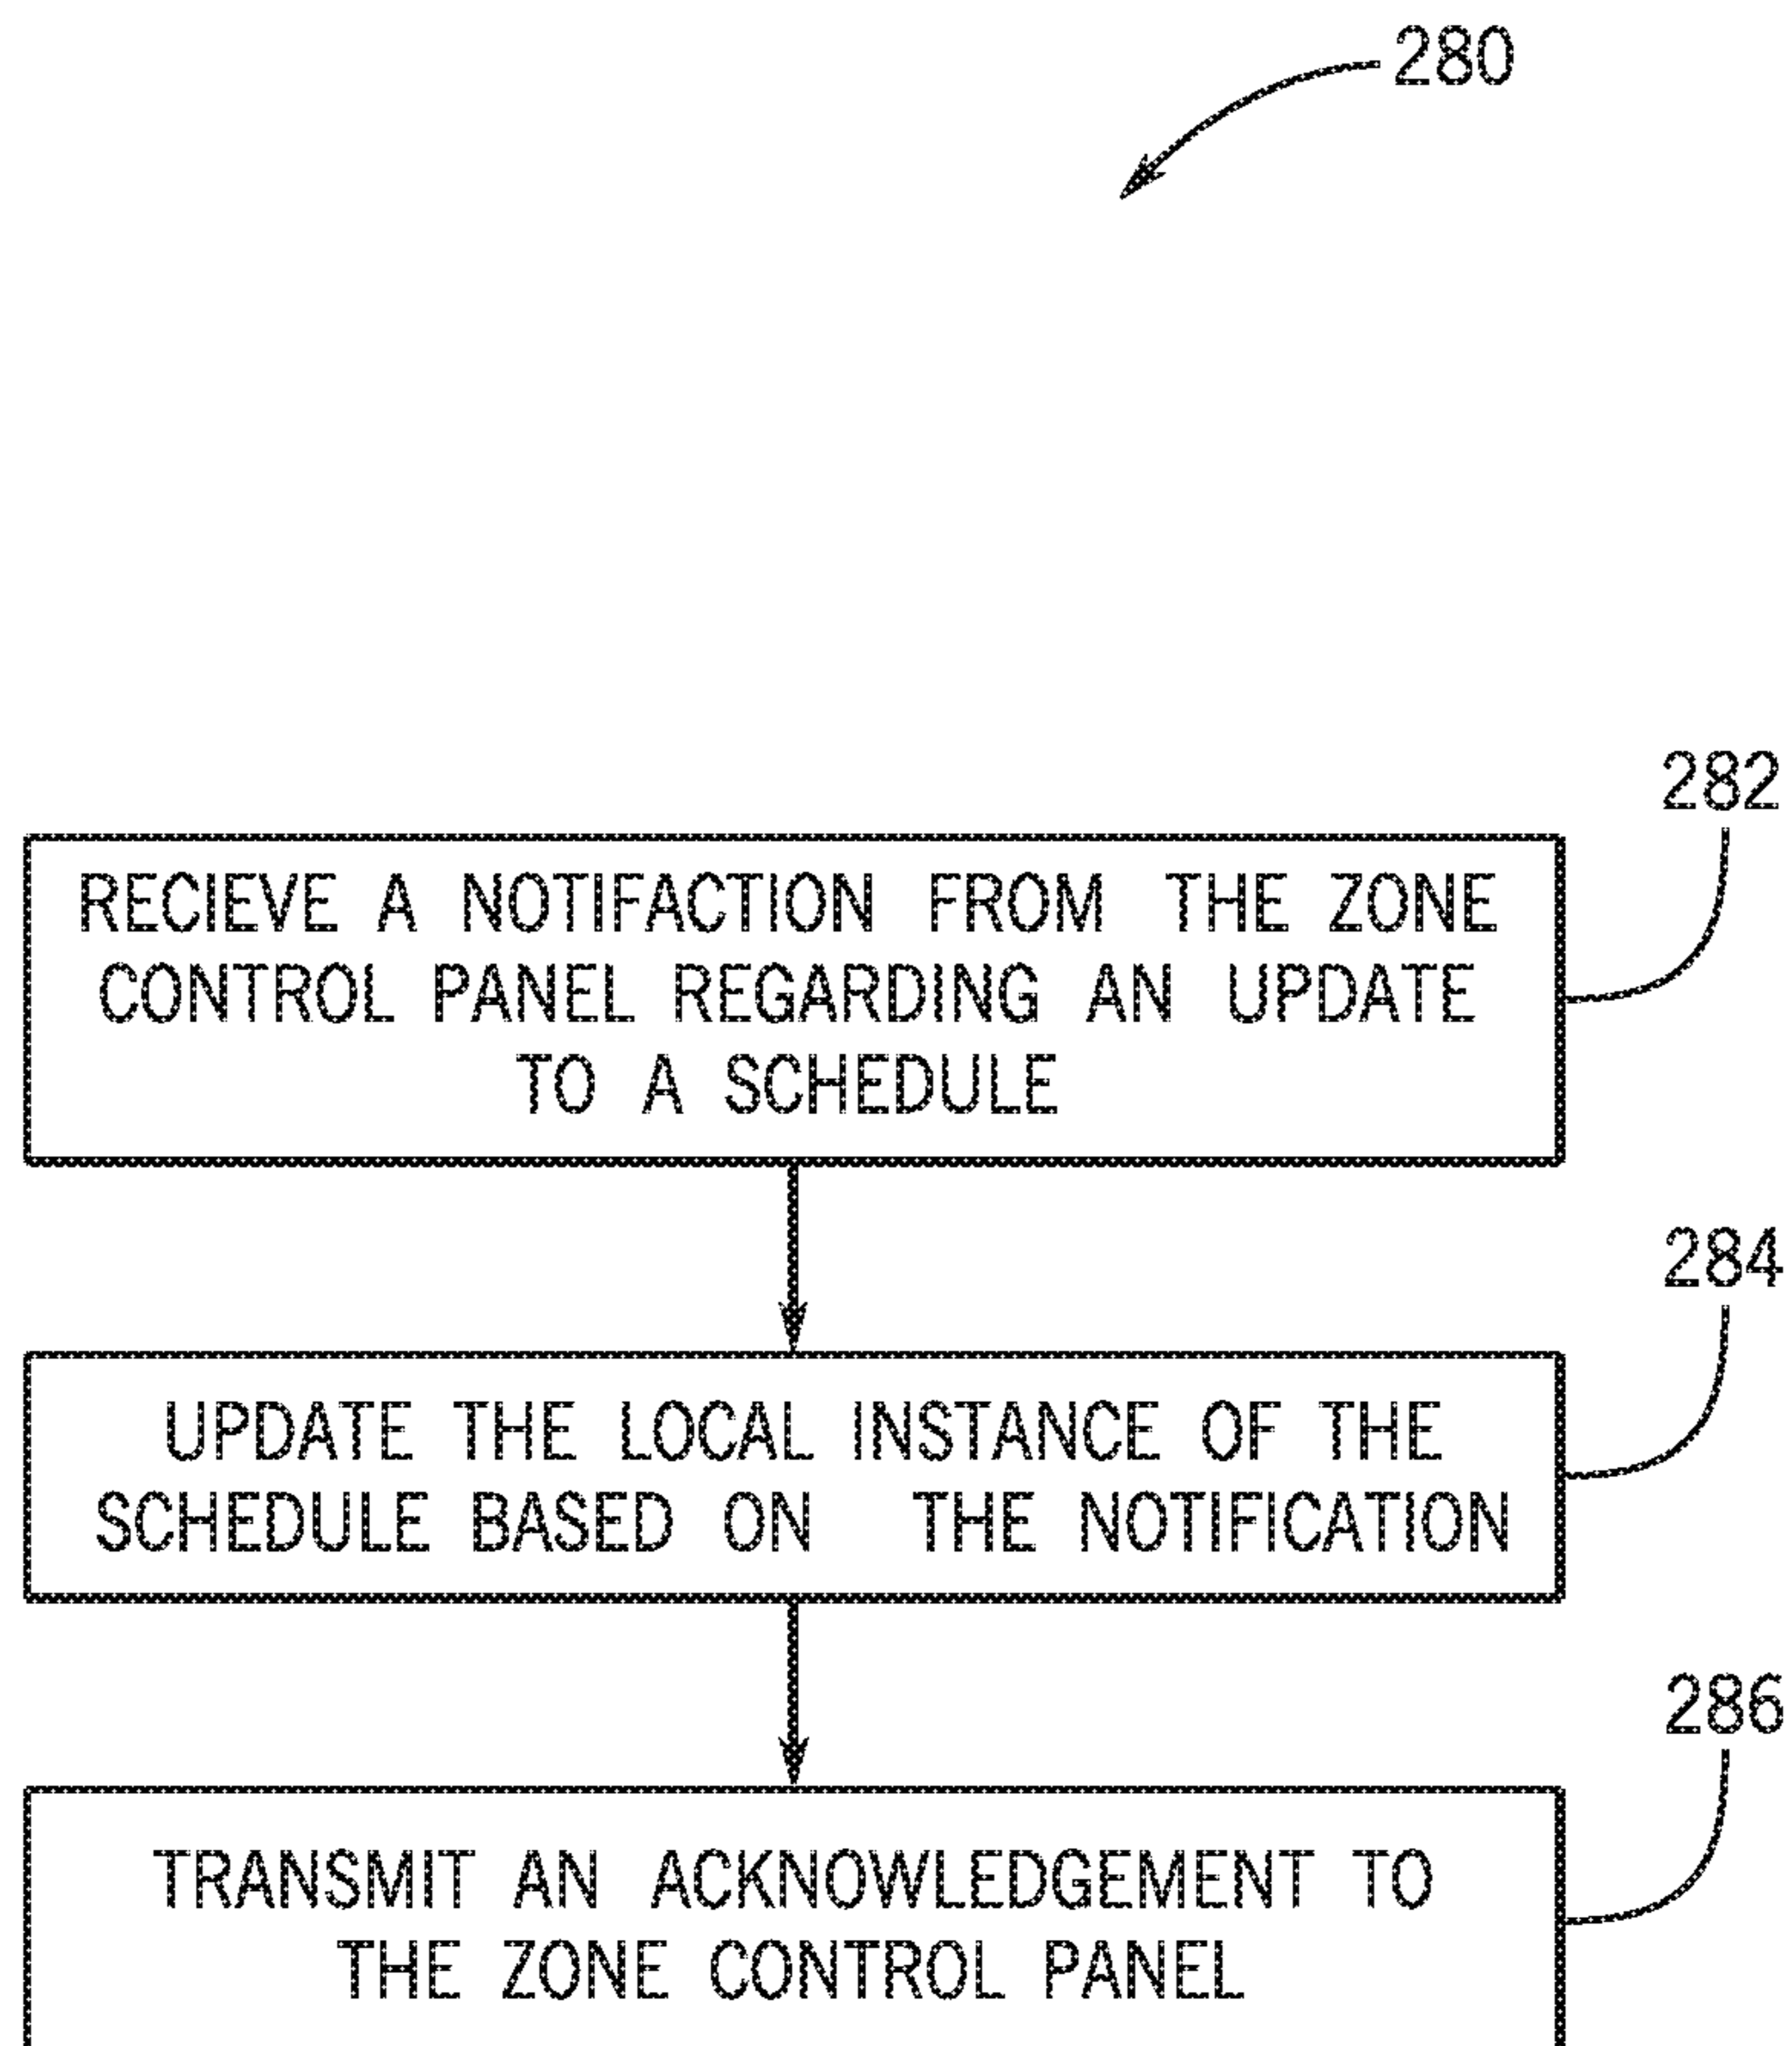 280
282
RECIEVE A NOTIFACTION FROM THE ZONE
CONTROL PANEL REGARDING AN UPDATE
TO A SCHEDULE
284
UPDATE THE LOCAL INSTANCE OF THE
SCHEDULE BASED ON THE NOTIFICATION
286
TRANSMIT AN ACKNOWLEDGEMENT TO
THE ZONE CONTROL PANEL